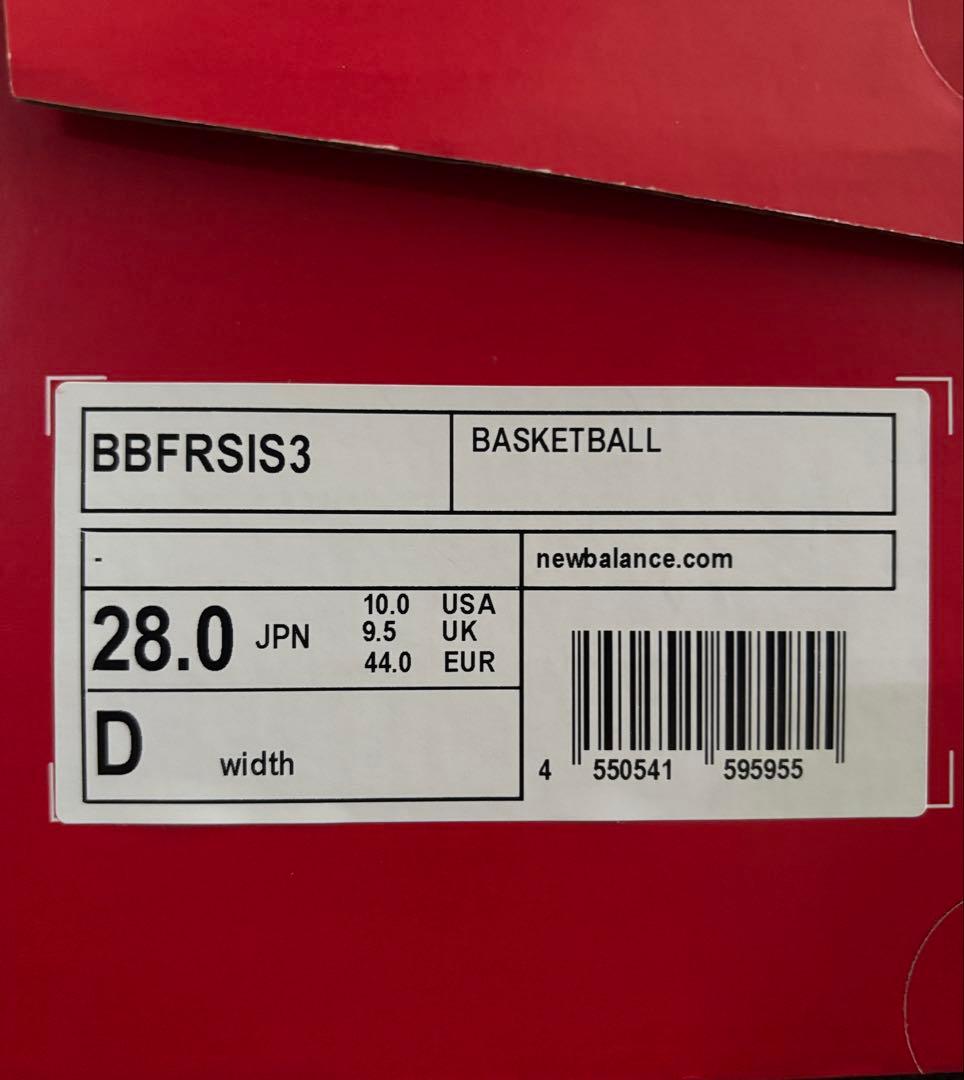 BBFRSIS3
BASKETBALL
-
newbalance.com
28.0 JPN
10.0 USA
9.5 UK
44.0 EUR
D width
4 550541 595955